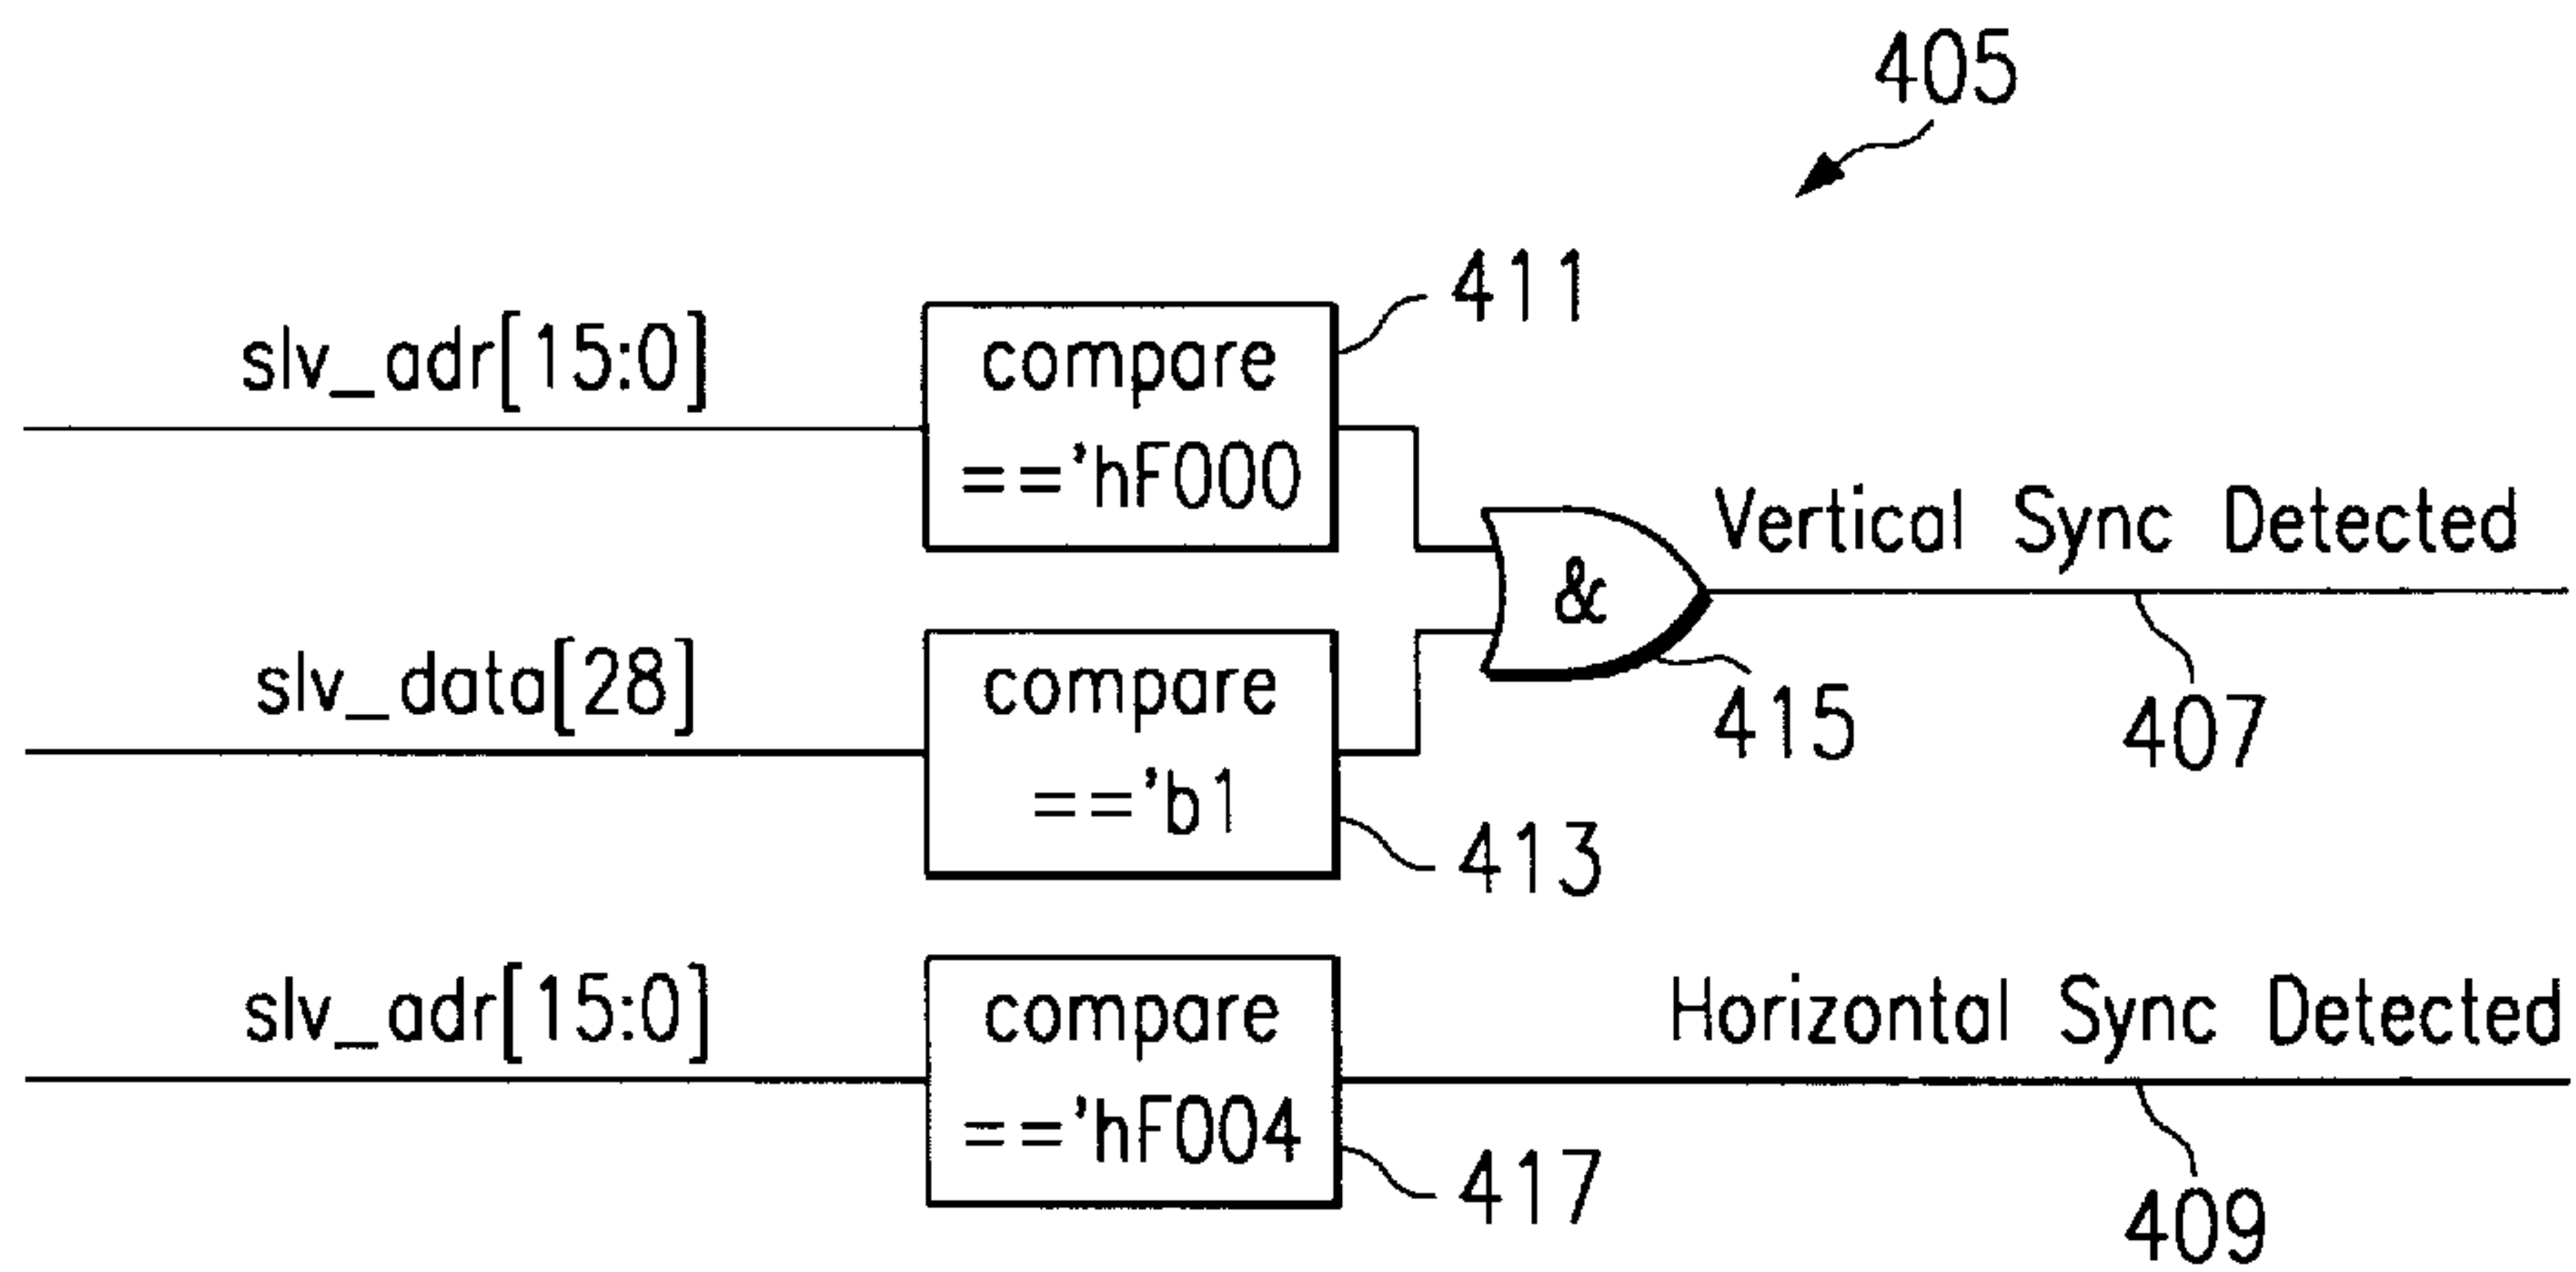 405
411
slv_adr[15:0]
compare
=='hF000
Vertical Sync Detected
&
slv_data[28]
compare
=='b1
415
407
413
slv_adr[15:0]
compare
=='hF004
Horizontal Sync Detected
417
409